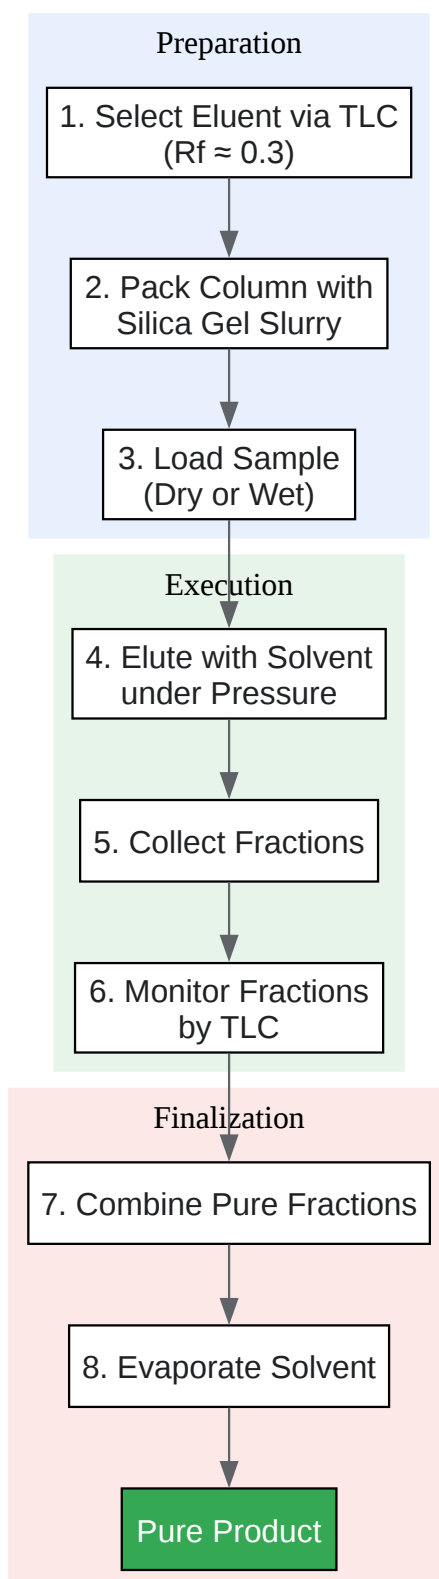 Preparation
1. Select Eluent via TLC
(Rf ≈ 0.3)
2. Pack Column with
Silica Gel Slurry
3. Load Sample
(Dry or Wet)
Execution
4. Elute with Solvent
under Pressure
5. Collect Fractions
6. Monitor Fractions
by TLC
Finalization
7. Combine Pure Fractions
8. Evaporate Solvent
Pure Product